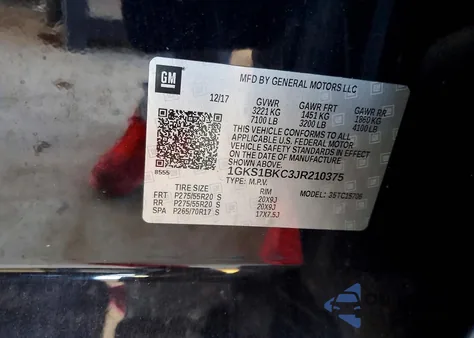 GM
MFD BY GENERAL MOTORS LLC
12/17
GVWR GAWR FRT GAWR RR
3221 KG 1451 KG 1860 KG
7100 LB 3200 LB 4100 LB
THIS VEHICLE CONFORMS TO ALL
APPLICABLE U.S. FEDERAL MOTOR
VEHICLE SAFETY STANDARDS IN EFFECT
ON THE DATE OF MANUFACTURE SHOWN ABOVE.
1GKS1BKC3JR210375
TYPE: M.P.V. MODEL:
TIRE SIZE RIM
FRT P275/55R20 S 20X9J
RR P275/55R20 S 20X9J
SPA P265/70R17 S 17X7.5J